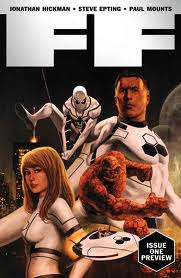 JONATHAN HICKMAN • STEVE EPTING • PAUL MOUNTS
FF
ISSUE
ONE
PREVIEW